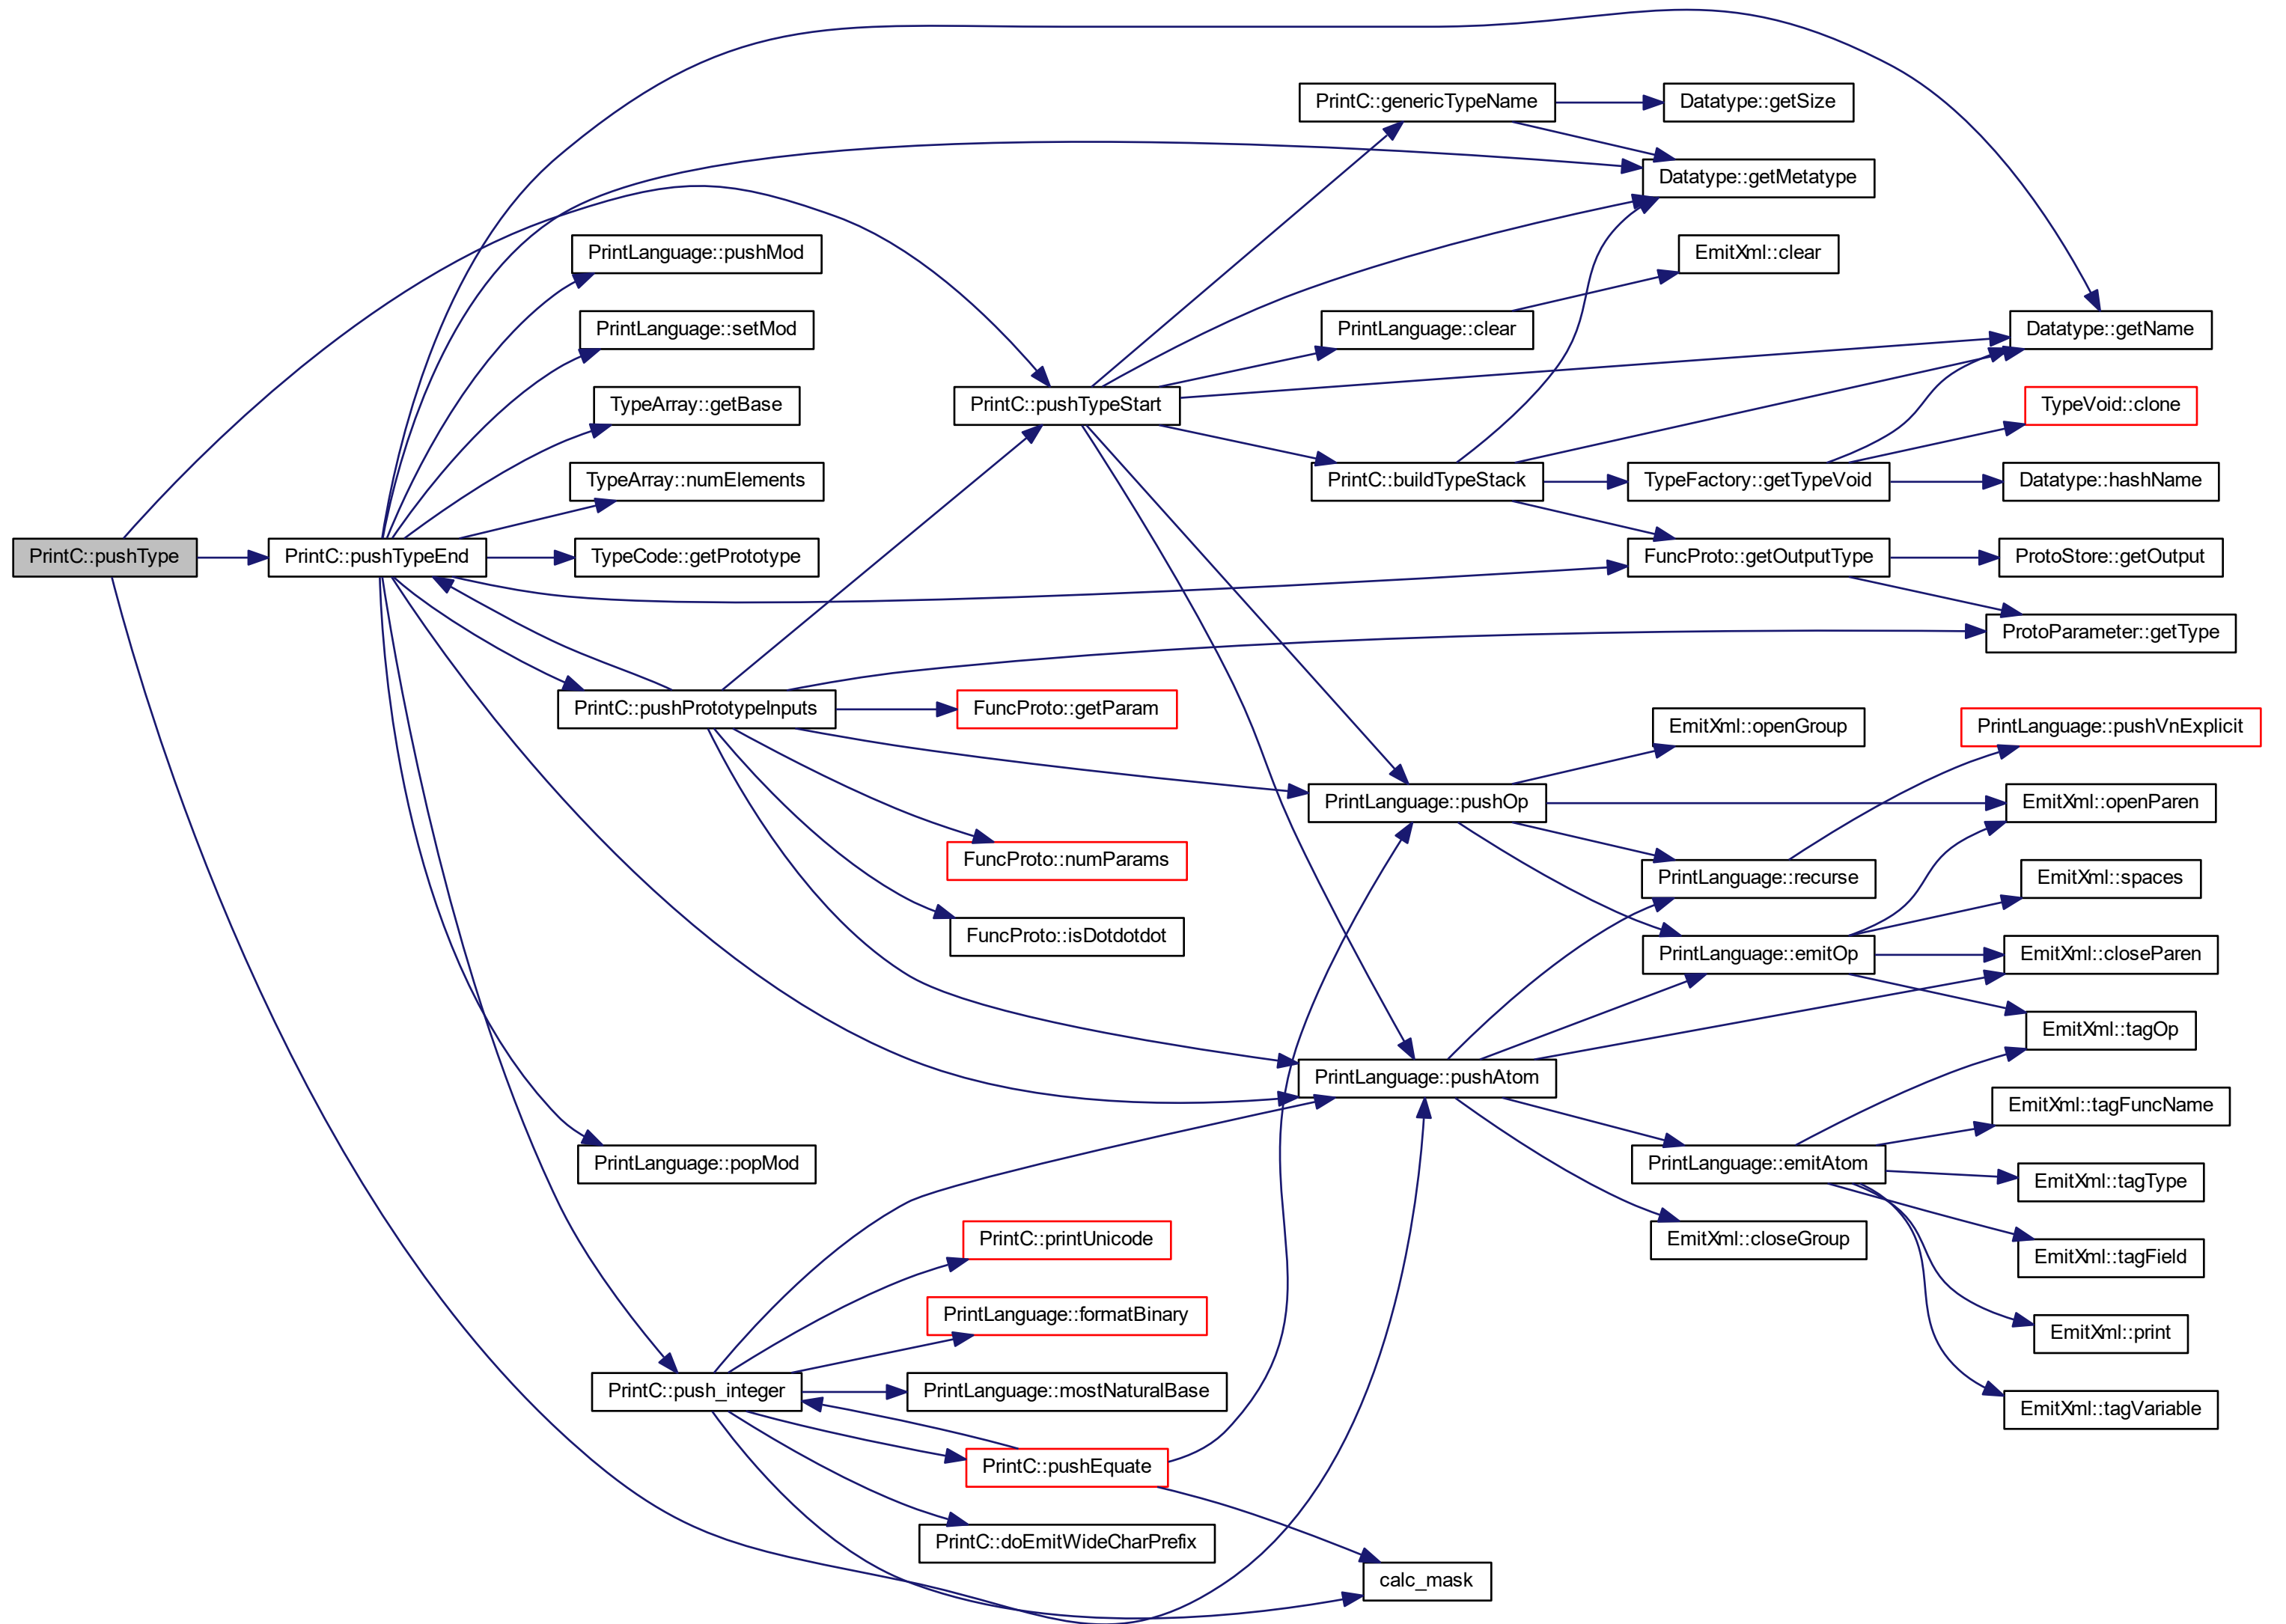 PrintC::genericTypeName
Datatype::getSize
Datatype::getMetatype
PrintLanguage::pushMod
EmitXml::clear
PrintLanguage::setMod
PrintLanguage::clear
Datatype::getName
TypeArray::getBase
PrintC::pushTypeStart
TypeVoid::clone
TypeArray::numElements
PrintC::buildTypeStack
TypeFactory::getTypeVoid
Datatype::hashName
PrintC::pushType
PrintC::pushTypeEnd
TypeCode::getPrototype
FuncProto::getOutputType
ProtoStore::getOutput
ProtoParameter::getType
PrintC::pushPrototypeInputs
FuncProto::getParam
EmitXml::openGroup
PrintLanguage::pushVnExplicit
PrintLanguage::pushOp
EmitXml::openParen
FuncProto::numParams
PrintLanguage::recurse
EmitXml::spaces
FuncProto::isDotdotdot
PrintLanguage::emitOp
EmitXml::closeParen
EmitXml::tagOp
PrintLanguage::pushAtom
EmitXml::tagFuncName
PrintLanguage::popMod
PrintLanguage::emitAtom
EmitXml::tagType
PrintC::printUnicode
EmitXml::closeGroup
EmitXml::tagField
PrintLanguage::formatBinary
EmitXml::print
PrintC::push_integer
PrintLanguage::mostNaturalBase
EmitXml::tagVariable
PrintC::pushEquate
PrintC::doEmitWideCharPrefix
calc_mask